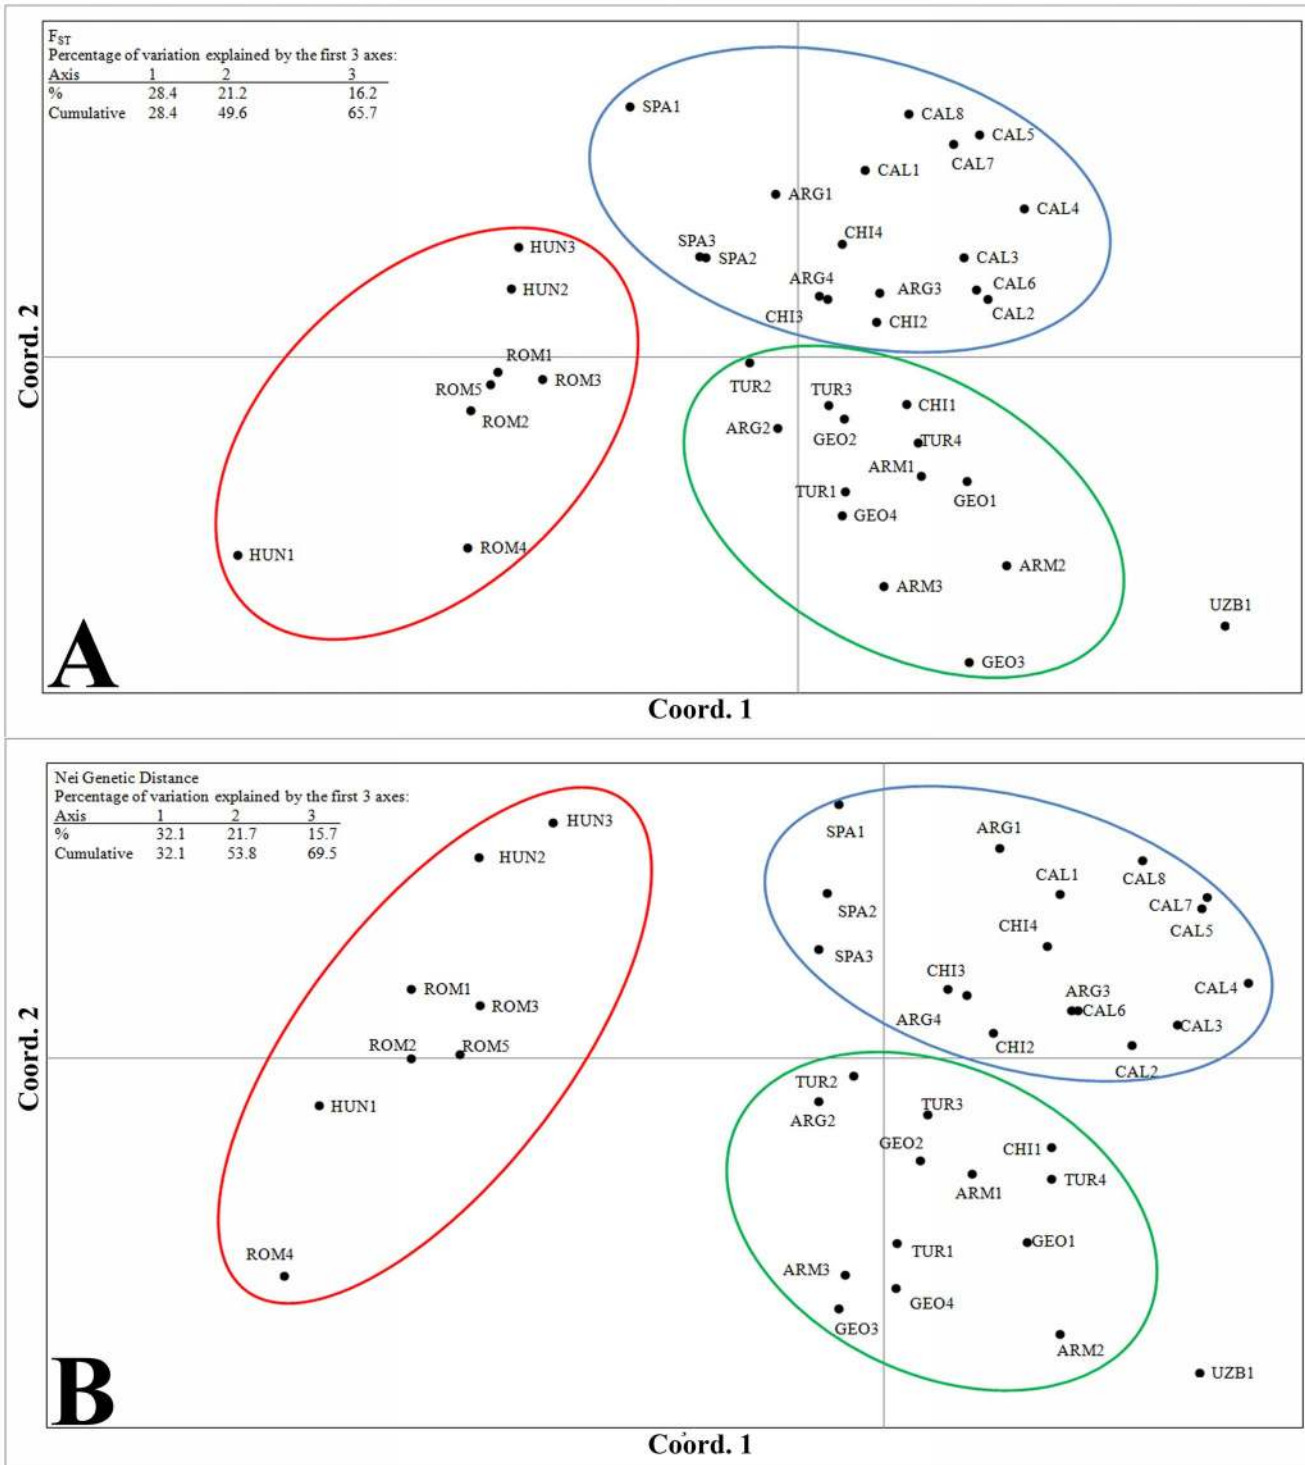 F_ST
Percentage of variation explained by the first 3 axes:
Axis 1 2 3
% 28.4 21.2 16.2
Cumulative 28.4 49.6 65.7
SPA1
CAL8
CAL5
CAL7
CAL1
ARG1
CAL4
CHI4
SPA3
SPA2
CAL3
HUN3
ARG4
ARG3
CAL6
HUN2
CHI3
CHI2
CAL2
ROM1
ROM5
ROM3
ROM2
TUR2
TUR3
CHI1
ARG2
GEO2
TUR4
ARM1
TUR1
GEO1
GEO4
HUN1
ROM4
ARM2
ARM3
UZB1
GEO3
Coord. 2
A
Coord. 1
Nei Genetic Distance
Percentage of variation explained by the first 3 axes:
Axis 1 2 3
% 32.1 21.7 15.7
Cumulative 32.1 53.8 69.5
HUN3
HUN2
SPA1
ARG1
CAL1
CAL8
SPA2
CAL7
CHI4
CAL5
SPA3
CHI3
ROM1
ARG3
CAL4
ROM3
ARG4
CAL6
CAL3
ROM2
ROM5
CHI2
CAL2
TUR2
HUN1
ARG2
TUR3
GEO2
CHI1
ARM1
TUR4
ROM4
TUR1
GEO1
ARM3
GEO4
GEO3
ARM2
UZB1
Coord. 2
B
Coord. 1